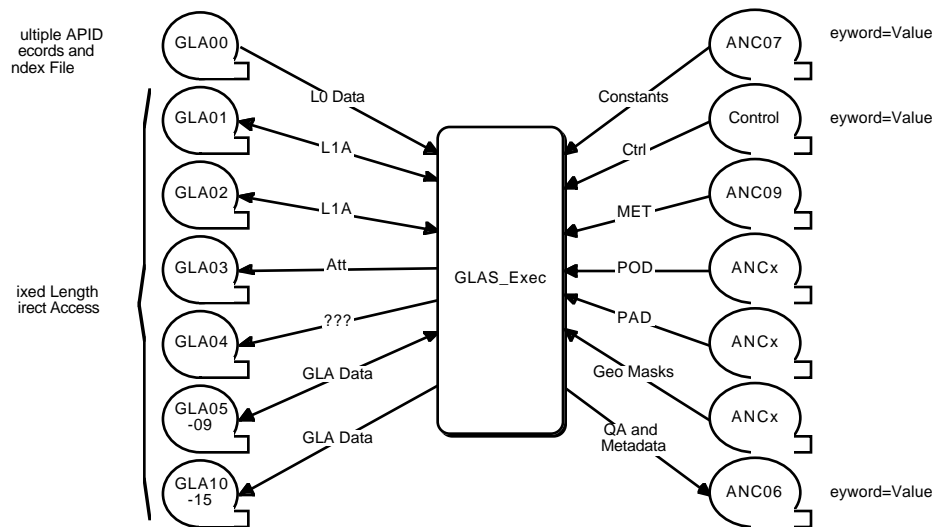 ultiple APID
ecords and
ndex File
GLA00
L0 Data
ANC07
eyword=Value
Constants
GLA01
L1A
Control
eyword=Value
Ctrl
GLA02
L1A
ANC09
MET
ixed Length
irect Access
GLA03
Att
GLAS_Exec
POD
ANCx
GLA04
???
PAD
ANCx
GLA05
-09
GLA Data
Geo Masks
ANCx
GLA10
-15
GLA Data
QA and
Metadata
ANC06
eyword=Value